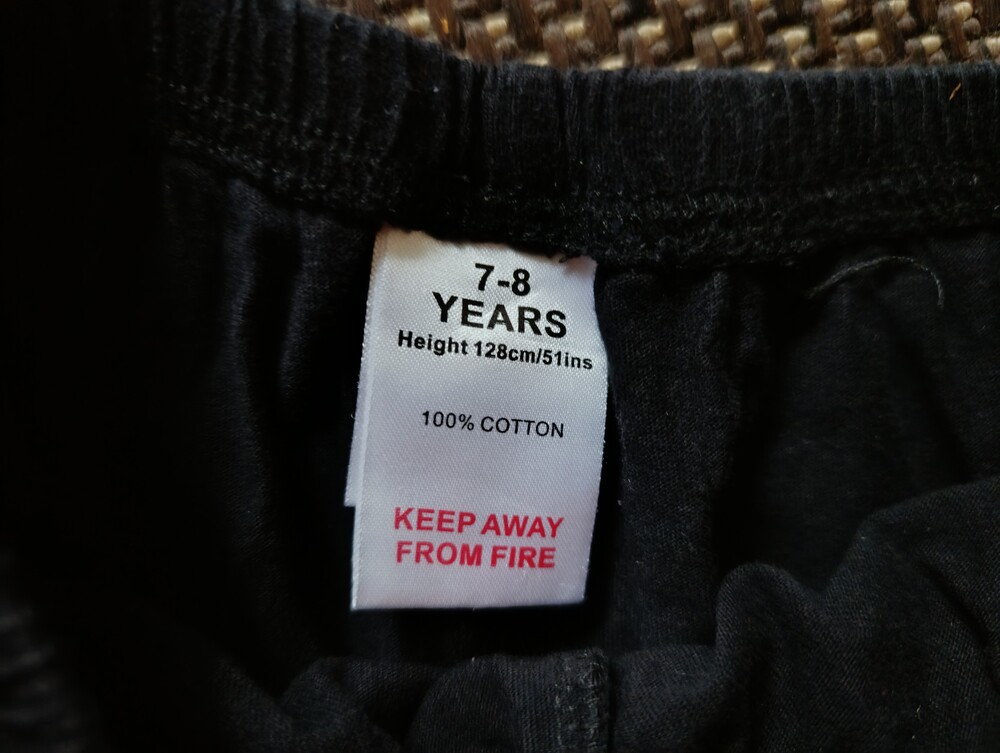 7-8
YEARS
Height 128cm/51ins
100% COTTON
KEEP AWAY
FROM FIRE